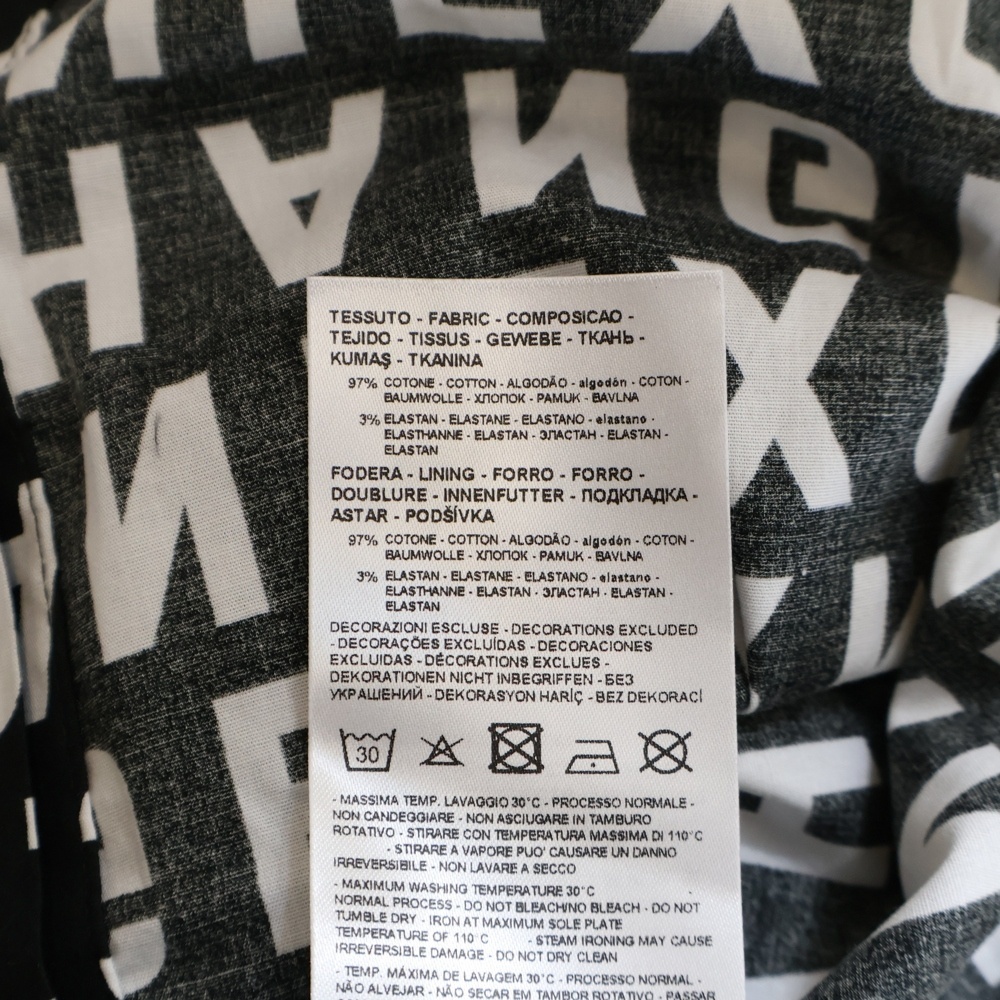 TESSUTO - FABRIC - COMPOSICAO -
TEJIDO - TISSUS - GEWEBE - ТКАНЬ -
KUMAŞ - TKANINA
97% COTONE - COTTON - ALGODÃO - algodón - COTON -
BAUMWOLLE - ХЛОПОК - PAMUK - BAVLNA
3% ELASTAN - ELASTANE - ELASTANO - elastano -
ELASTHANNE - ELASTAN - ЭЛАСТАН - ELASTAN -
ELASTAN
FODERA - LINING - FORRO - FORRO -
DOUBLURE - INNENFUTTER - ПОДКЛАДКА -
ASTAR - PODŠÍVKA
97% COTONE - COTTON - ALGODÃO - algodón - COTON -
BAUMWOLLE - ХЛОПОК - PAMUK - BAVLNA
3% ELASTAN - ELASTANE - ELASTANO - elastano -
ELASTHANNE - ELASTAN - ЭЛАСТАН - ELASTAN -
ELASTAN
DECORAZIONI ESCLUSE - DECORATIONS EXCLUDED
- DECORAÇÕES EXCLUÍDAS - DECORACIONES
EXCLUIDAS - DÉCORATIONS EXCLUES -
DEKORATIONEN NICHT INBEGRIFFEN - БЕЗ
УКРАШЕНИЙ - DEKORASYON HARİÇ - BEZ DEKORACÍ
30
- MASSIMA TEMP. LAVAGGIO 30°C - PROCESSO NORMALE -
NON CANDEGGIARE - NON ASCIUGARE IN TAMBURO
ROTATIVO - STIRARE CON TEMPERATURA MASSIMA DI 110°C
- STIRARE A VAPORE PUO' CAUSARE UN DANNO
IRREVERSIBILE - NON LAVARE A SECCO
- MAXIMUM WASHING TEMPERATURE 30°C
NORMAL PROCESS - DO NOT BLEACH/NO BLEACH - DO NOT
TUMBLE DRY - IRON AT MAXIMUM SOLE PLATE
TEMPERATURE OF 110°C - STEAM IRONING MAY CAUSE
IRREVERSIBLE DAMAGE - DO NOT DRY CLEAN
- TEMP. MÁXIMA DE LAVAGEM 30°C - PROCESSO NORMAL -
NÃO ALVEJAR - NÃO SECAR EM TAMBOR ROTATIVO - PASSAR